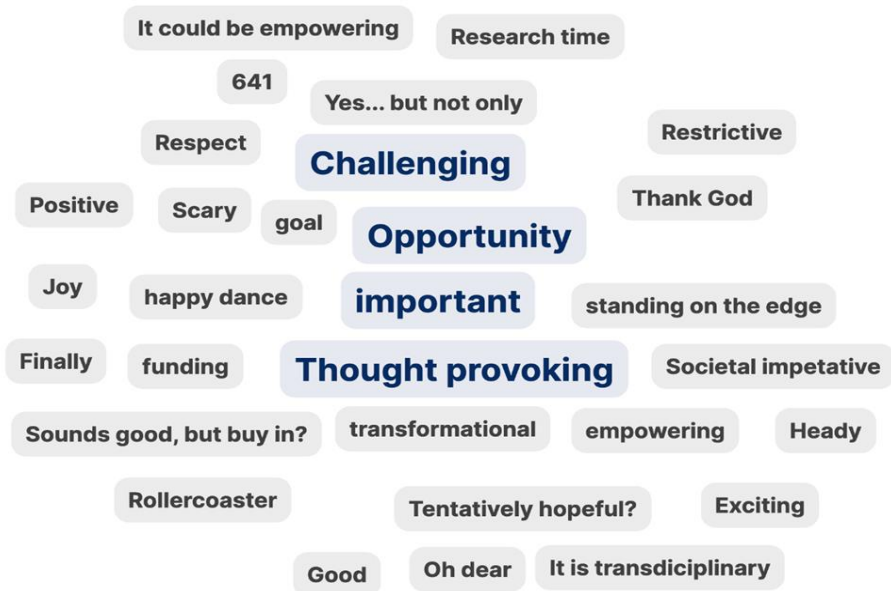 It could be empowering
Research time
641
Yes... but not only
Restrictive
Respect
Challenging
Thank God
Positive
Scary
goal
Opportunity
Joy
happy dance
important
standing on the edge
Finally
funding
Thought provoking
Societal impetative
Sounds good, but buy in?
transformational
empowering
Heady
Rollercoaster
Tentatively hopeful?
Exciting
Good
Oh dear
It is transdiciplinary